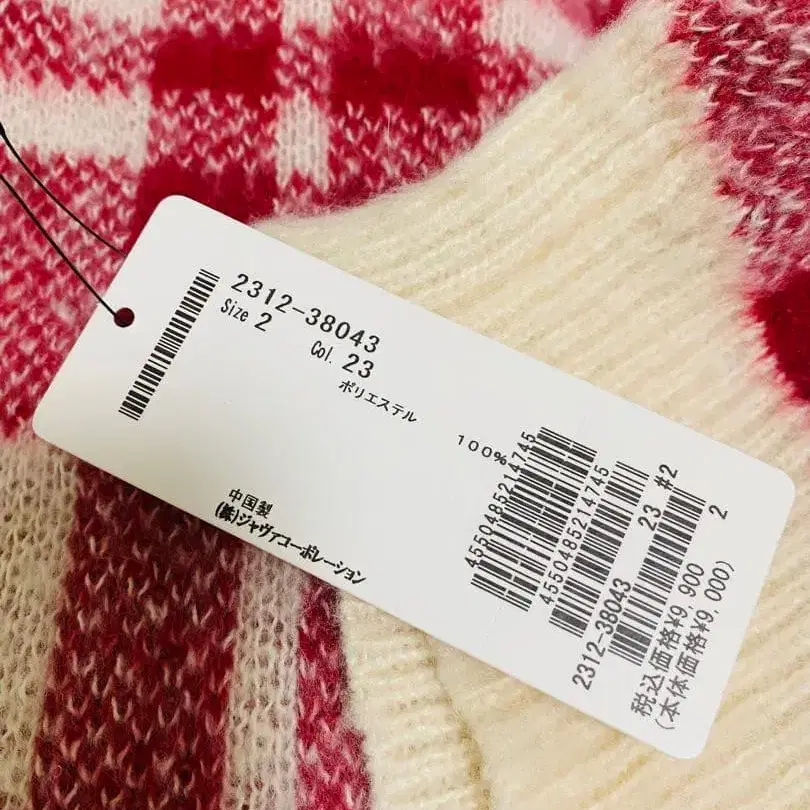 2312-38043
Size 2 Col. 23
ポリエステル 100%
中国製
(株)ジャヴァコーポレーション
4550485214745
4550485214745
23 #2
2312-38043 2
税込価格¥9,900
(本体価格¥9,000)